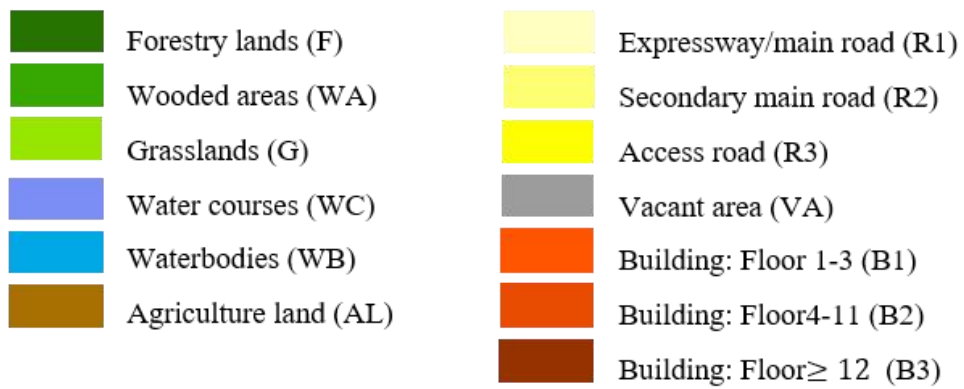 Forestry lands (F)
Wooded areas (WA)
Grasslands (G)
Water courses (WC)
Waterbodies (WB)
Agriculture land (AL)
Expressway/main road (R1)
Secondary main road (R2)
Access road (R3)
Vacant area (VA)
Building: Floor 1-3 (B1)
Building: Floor4-11 (B2)
Building: Floor≥ 12 (B3)